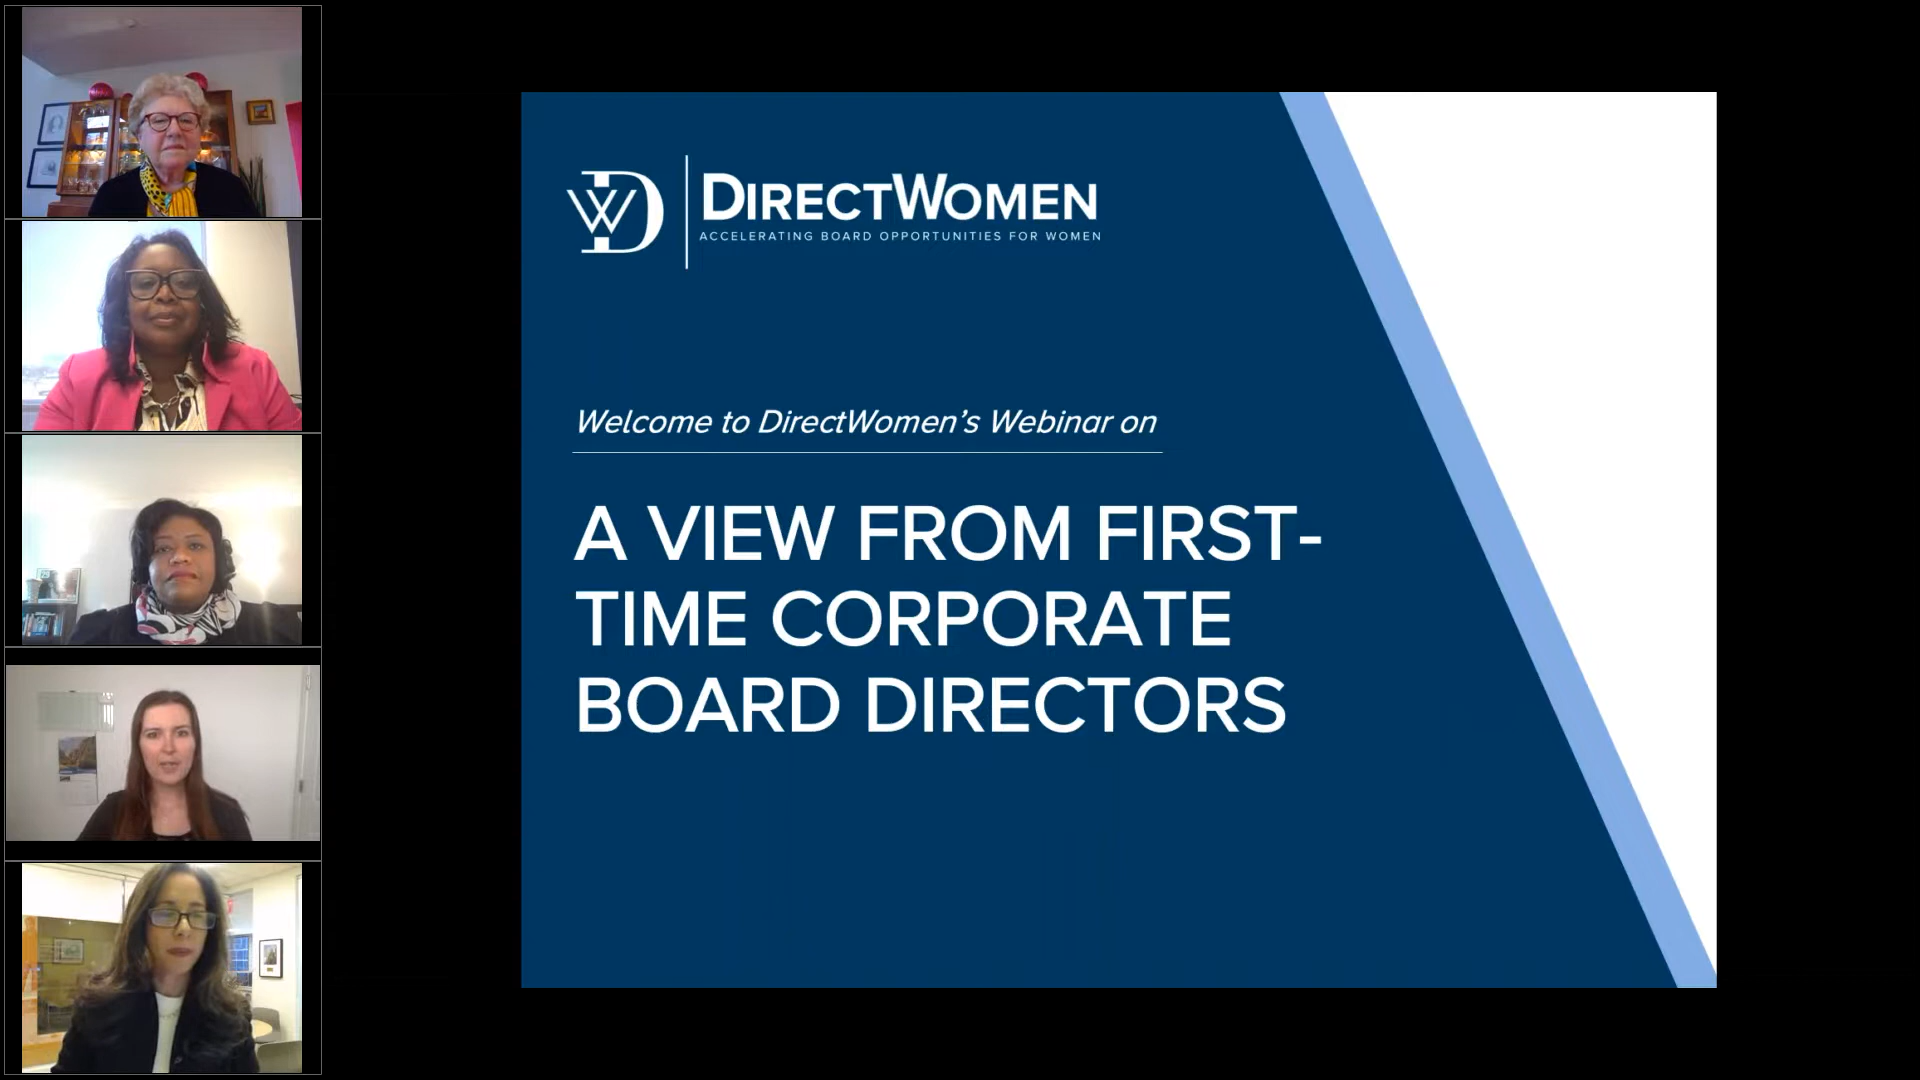 DIRECTWOMEN
ACCELERATING BOARD OPPORTUNITIES FOR WOMEN
Welcome to DirectWomen's Webinar on
A VIEW FROM FIRST-
TIME CORPORATE
BOARD DIRECTORS